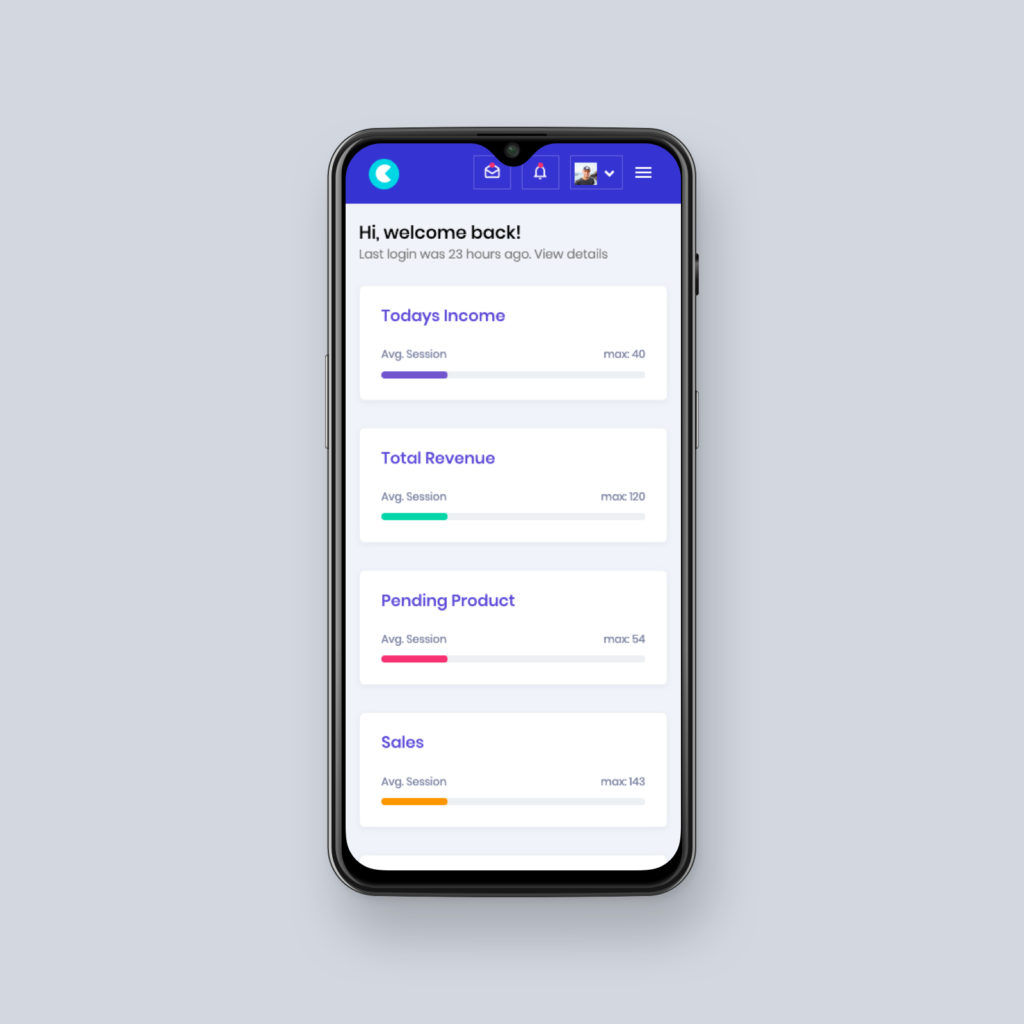 Hi, welcome back!
Last login was 23 hours ago. View details
Todays Income
Avg. Session max: 40
Total Revenue
Avg. Session max: 120
Pending Product
Avg. Session max: 54
Sales
Avg. Session max: 143